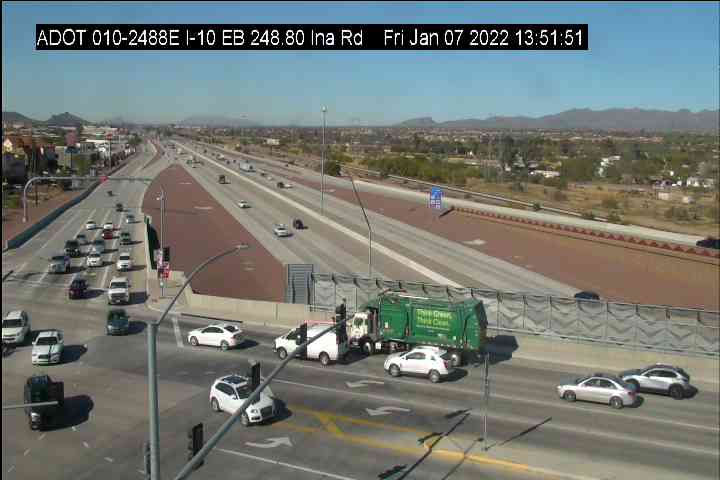 ADOT 010-2488E I-10 EB 248.80 Ina Rd Fri Jan 07 2022 13:51:51
Think Green.
Think Clean.